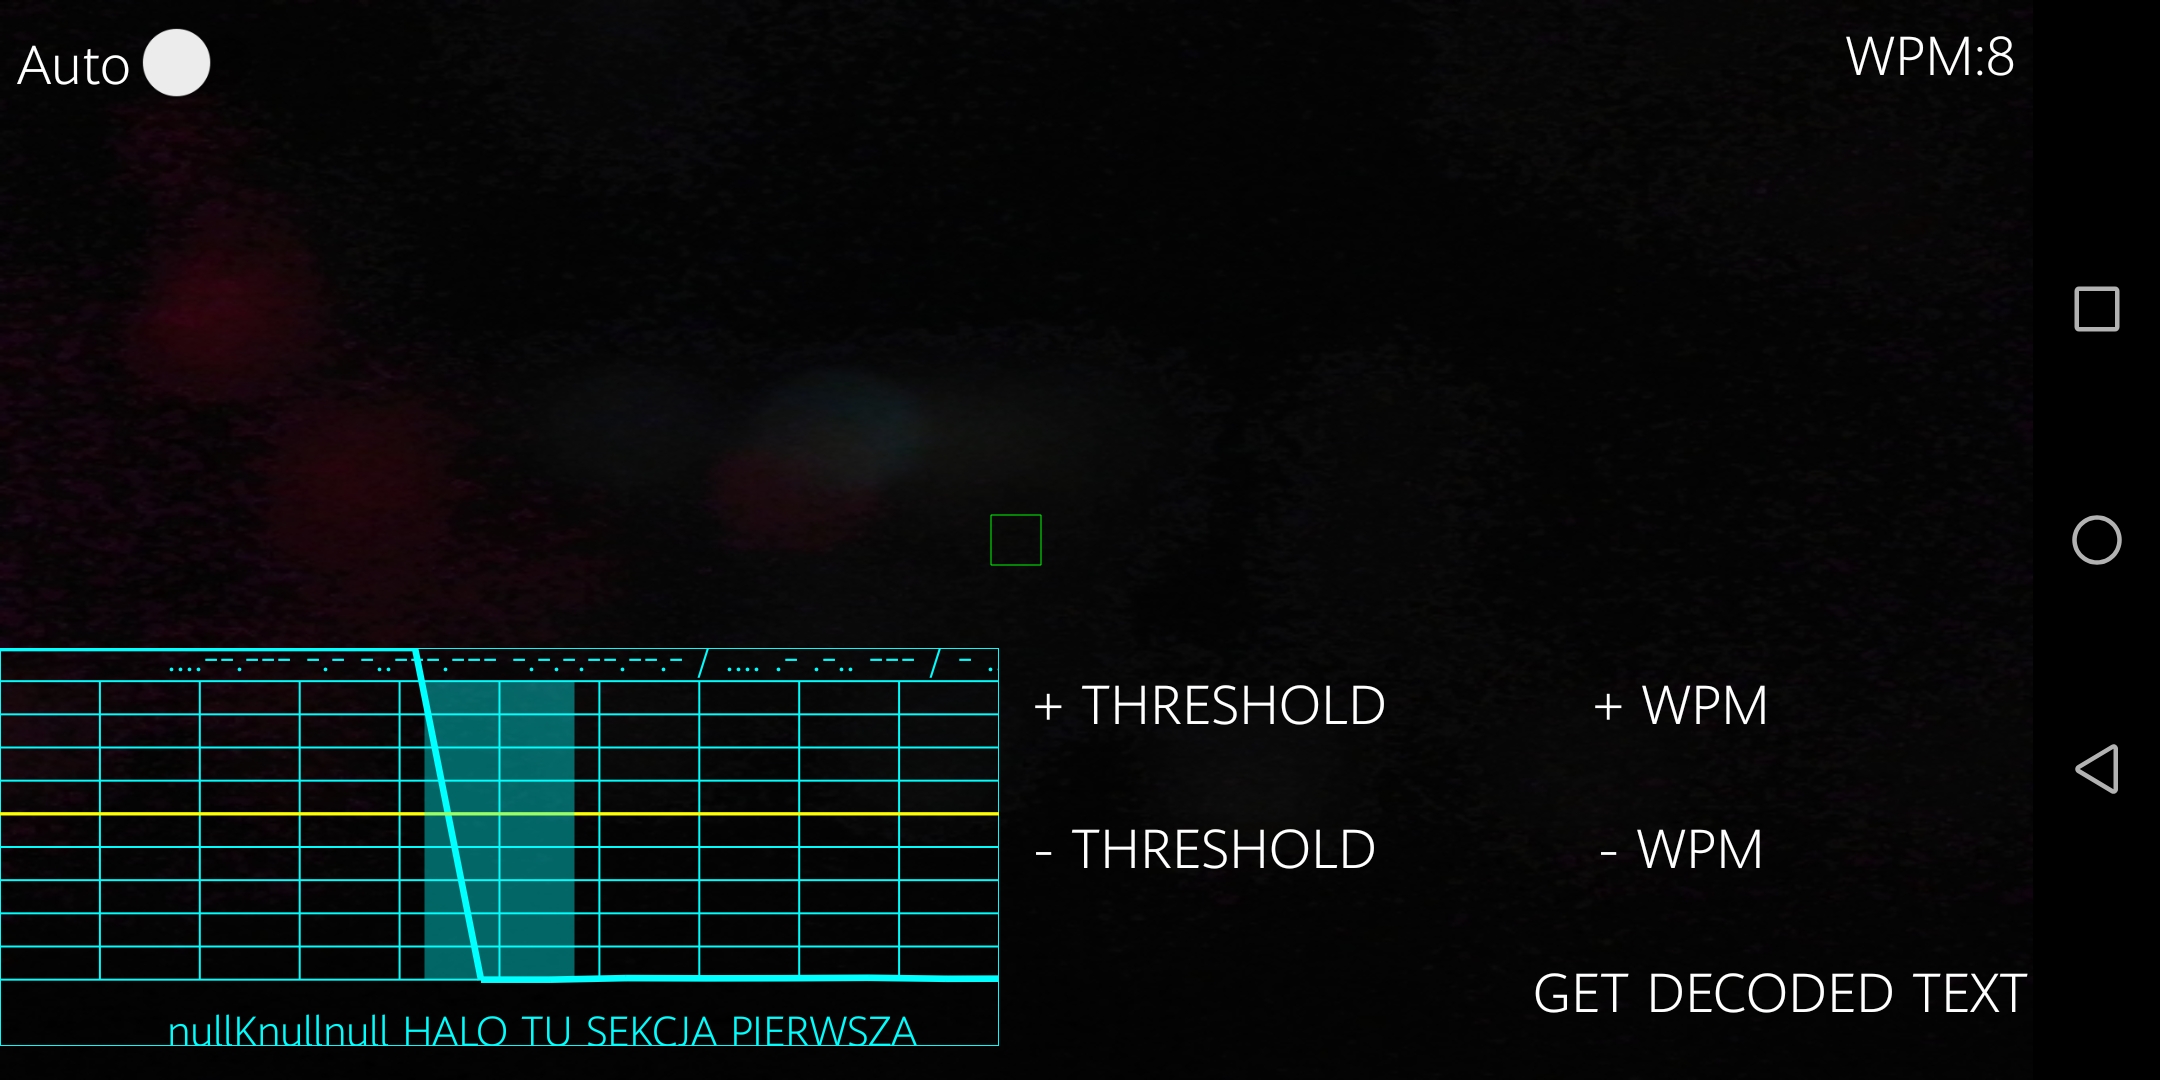 Auto
WPM:8
....--.--- -.- -..--.--- -.-.-.--.--.- / .... .- .-.. --- / - .
+ THRESHOLD
+ WPM
- THRESHOLD
- WPM
GET DECODED TEXT
nullKnullnull HALO TU SEKCJA PIERWSZA